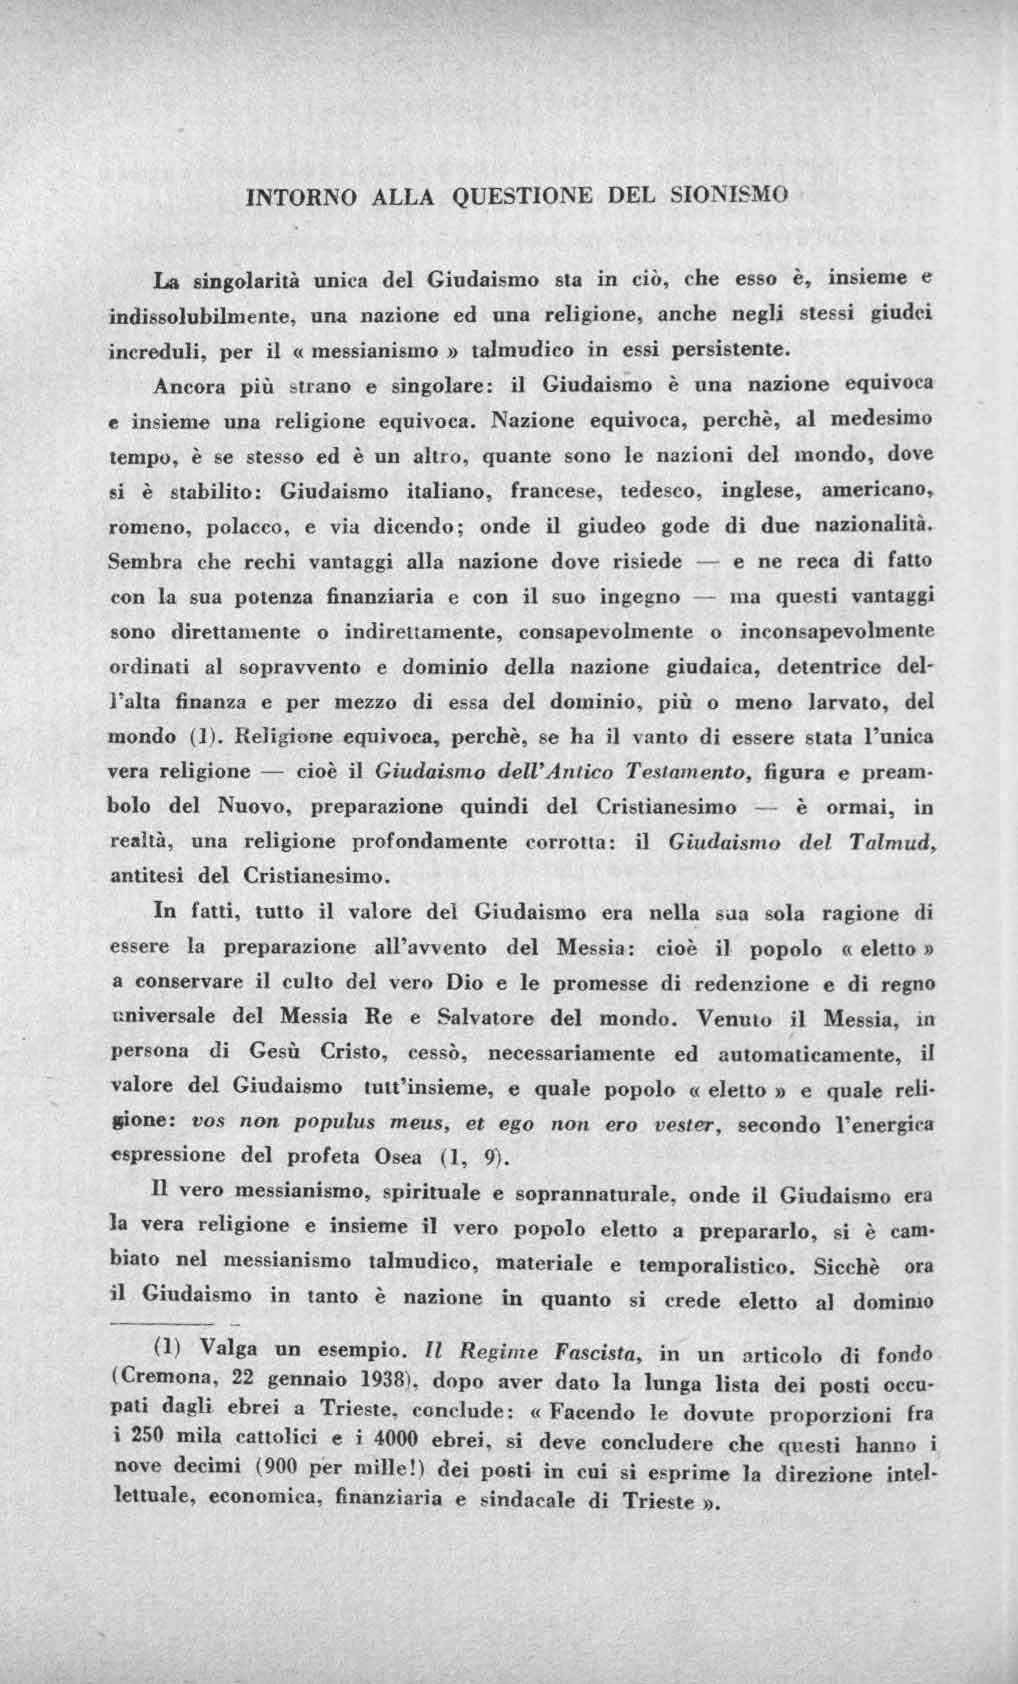 INTORNO ALLA QUESTIONE DEL SIONISMO
La singolarità unica del Giudaismo sta in ciò, che esso è, insieme e
indissolubilmente, una nazione ed una religione, anche negli stessi giudei
increduli, per il « messianismo » talmudico in essi persistente.
Ancora più strano e singolare: il Giudaismo è una nazione equivoca
e insieme una religione equivoca. Nazione equivoca, perchè, al medesimo
tempo, è se stesso ed è un altro, quante sono le nazioni del mondo, dove
si è stabilito: Giudaismo italiano, francese, tedesco, inglese, americano,
romeno, polacco, e via dicendo; onde il giudeo gode di due nazionalità.
Sembra che rechi vantaggi alla nazione dove risiede — e ne reca di fatto
con la sua potenza finanziaria e con il suo ingegno — ma questi vantaggi
sono direttamente o indirettamente, consapevolmente o inconsapevolmente
ordinati al sopravvento e dominio della nazione giudaica, detentrice del-
l'alta finanza e per mezzo di essa del dominio, più o meno larvato, del
mondo (1). Religione equivoca, perchè, se ha il vanto di essere stata l'unica
vera religione — cioè il Giudaismo dell'Antico Testamento, figura e pream-
bolo del Nuovo, preparazione quindi del Cristianesimo — è ormai, in
realtà, una religione profondamente corrotta: il Giudaismo del Talmud,
antitesi del Cristianesimo.
In fatti, tutto il valore del Giudaismo era nella sua sola ragione di
essere la preparazione all'avvento del Messia: cioè il popolo « eletto »
a conservare il culto del vero Dio e le promesse di redenzione e di regno
universale del Messia Re e Salvatore del mondo. Venuto il Messia, in
persona di Gesù Cristo, cessò, necessariamente ed automaticamente, il
valore del Giudaismo tutt'insieme, e quale popolo « eletto » e quale reli-
gione: vos non populus meus, et ego non ero vester, secondo l'energica
espressione del profeta Osea (1, 9).
Il vero messianismo, spirituale e soprannaturale, onde il Giudaismo era
la vera religione e insieme il vero popolo eletto a prepararlo, si è cam-
biato nel messianismo talmudico, materiale e temporalistico. Sicchè ora
il Giudaismo in tanto è nazione in quanto si crede eletto al dominio
(1) Valga un esempio. Il Regime Fascista, in un articolo di fondo
(Cremona, 22 gennaio 1938), dopo aver dato la lunga lista dei posti occu-
pati dagli ebrei a Trieste, conclude: « Facendo le dovute proporzioni fra
i 250 mila cattolici e i 4000 ebrei, si deve concludere che questi hanno i
nove decimi (900 per mille!) dei posti in cui si esprime la direzione intel-
lettuale, economica, finanziaria e sindacale di Trieste ».